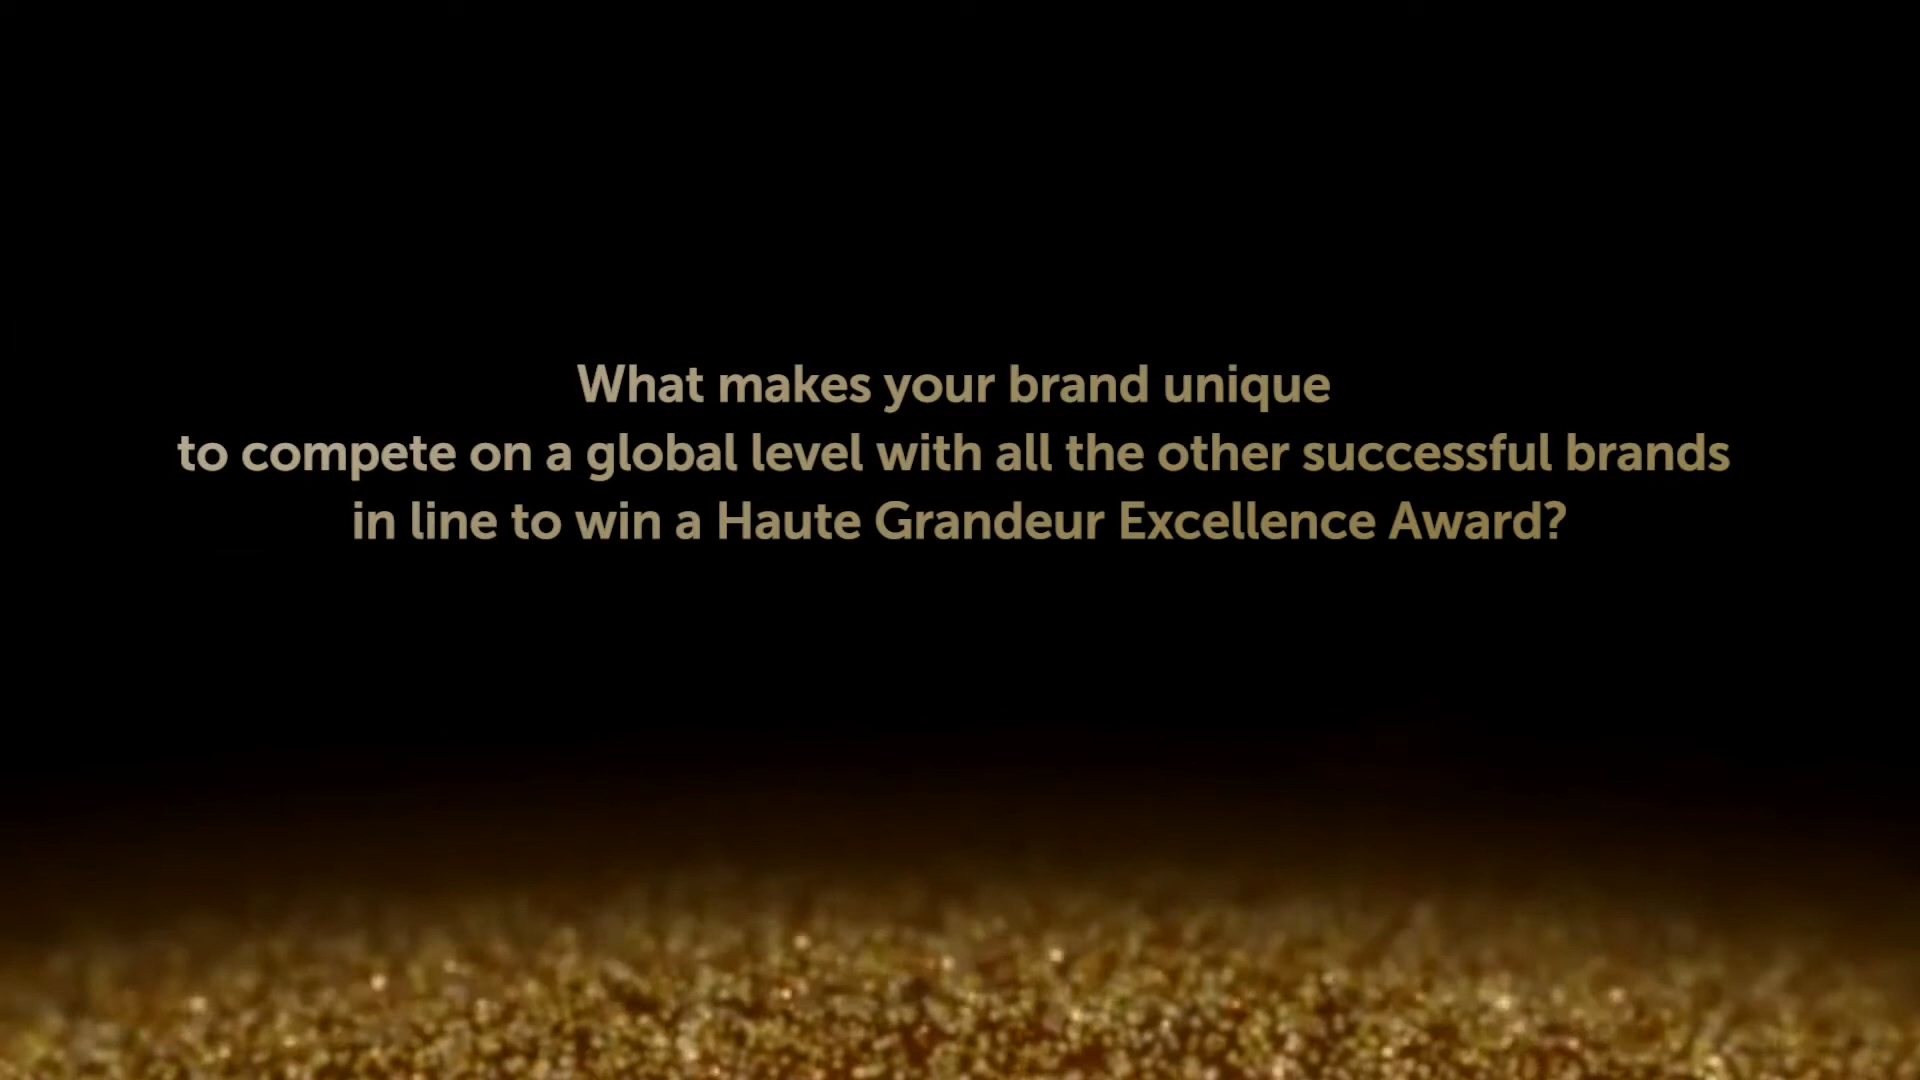 What makes your brand unique
to compete on a global level with all the other successful brands
in line to win a Haute Grandeur Excellence Award?